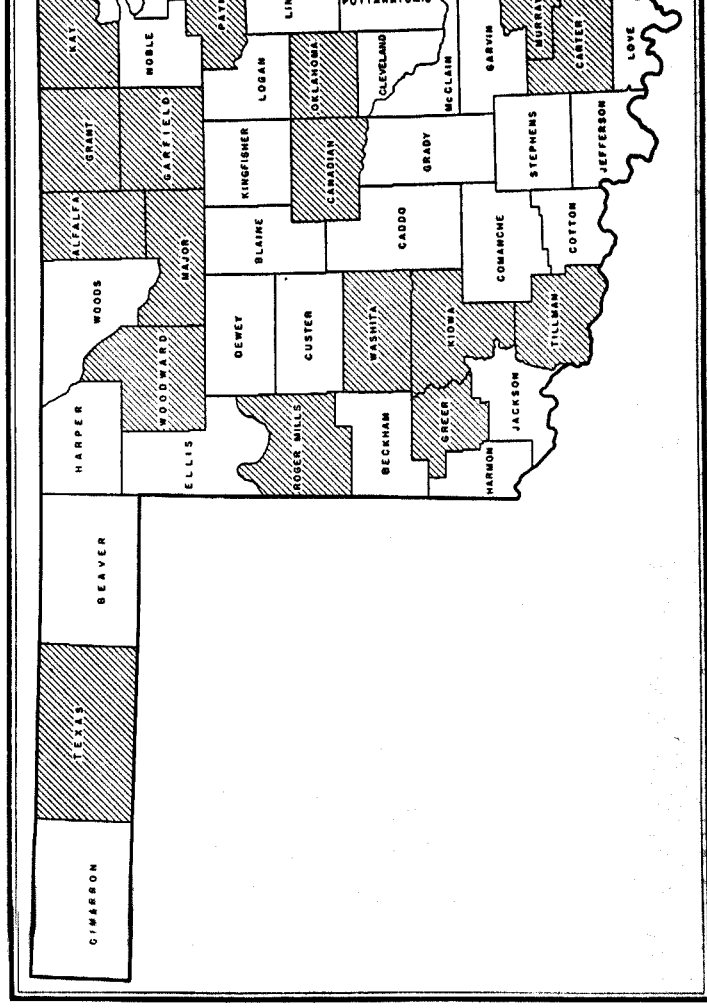 CIMARRON
TEXAS
BEAVER
HARPER
WOODS
ALFALFA
GRANT
KAY
ELLIS
WOODWARD
MAJOR
GARFIELD
NOBLE
PAY
DEWEY
BLAINE
KINGFISHER
LOGAN
LIN
ROGER MILLS
CUSTER
CANADIAN
OKLAHOMA
BECKHAM
WASHITA
CADDO
GRADY
CLEVELAND
McCLAIN
HARMON
GREER
KIOWA
COMANCHE
GARVIN
JACKSON
TILLMAN
COTTON
STEPHENS
MURRAY
JEFFERSON
CARTER
LOVE